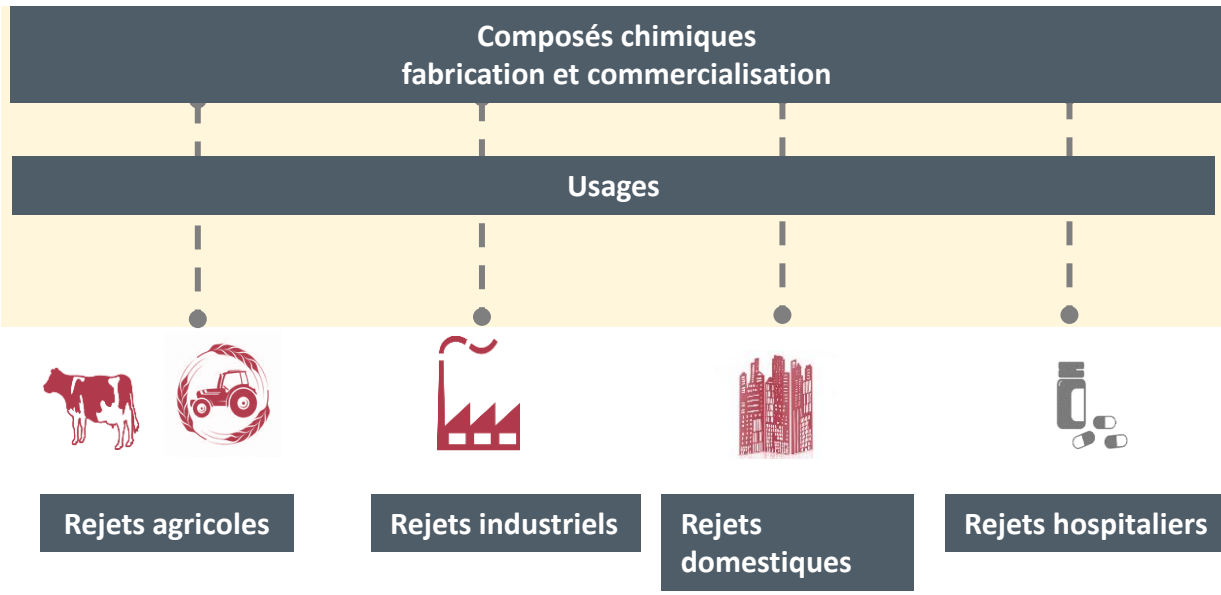 Composés chimiques
fabrication et commercialisation
Usages
Rejets agricoles
Rejets industriels
Rejets
domestiques
Rejets hospitaliers